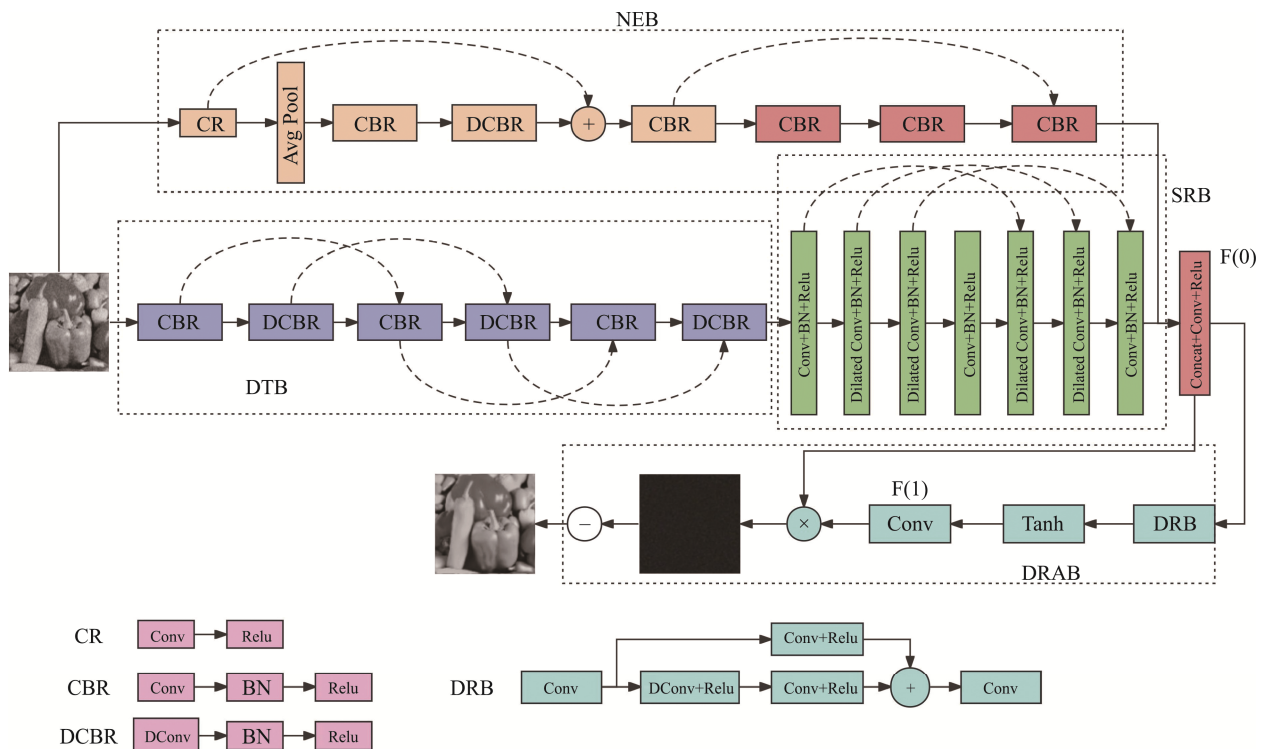 NEB
CR
Avg Pool
CBR
DCBR
+
CBR
CBR
CBR
CBR
SRB
F(0)
CBR
DCBR
CBR
DCBR
CBR
DCBR
DTB
Conv+BN+Relu
Dilated Conv+BN+Relu
Dilated Conv+BN+Relu
Conv+BN+Relu
Dilated Conv+BN+Relu
Dilated Conv+BN+Relu
Conv+BN+Relu
Concat+Conv+Relu
F(1)
−
×
Conv
Tanh
DRB
DRAB
CR
Conv
Relu
CBR
Conv
BN
Relu
DCBR
DConv
BN
Relu
DRB
Conv
Conv+Relu
DConv+Relu
Conv+Relu
+
Conv